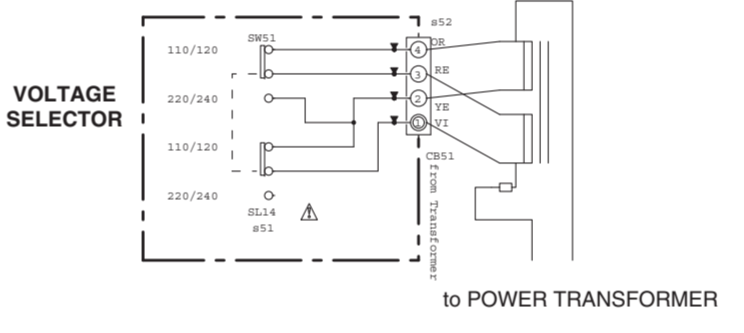 s52
SW51
110/120
4
OR
3
RE
VOLTAGE
SELECTOR
220/240
2
YE
1
VI
110/120
CB51
from Transformer
220/240
SL14
s51
to POWER TRANSFORMER